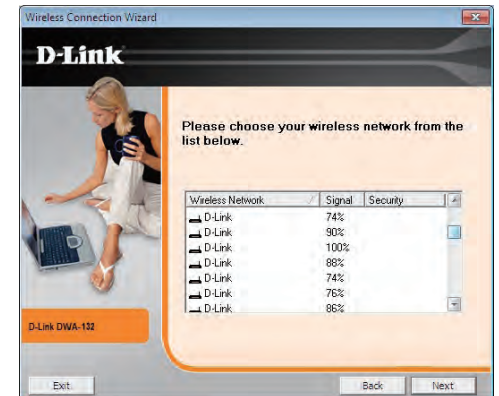 Wireless Connection Wizard
D-Link
Please choose your wireless network from the
list below.
Wireless Network Signal Security
D-Link 74%
D-Link 90%
D-Link 100%
D-Link 88%
D-Link 74%
D-Link 76%
D-Link 86%
D-Link DWA-132
Exit Back Next